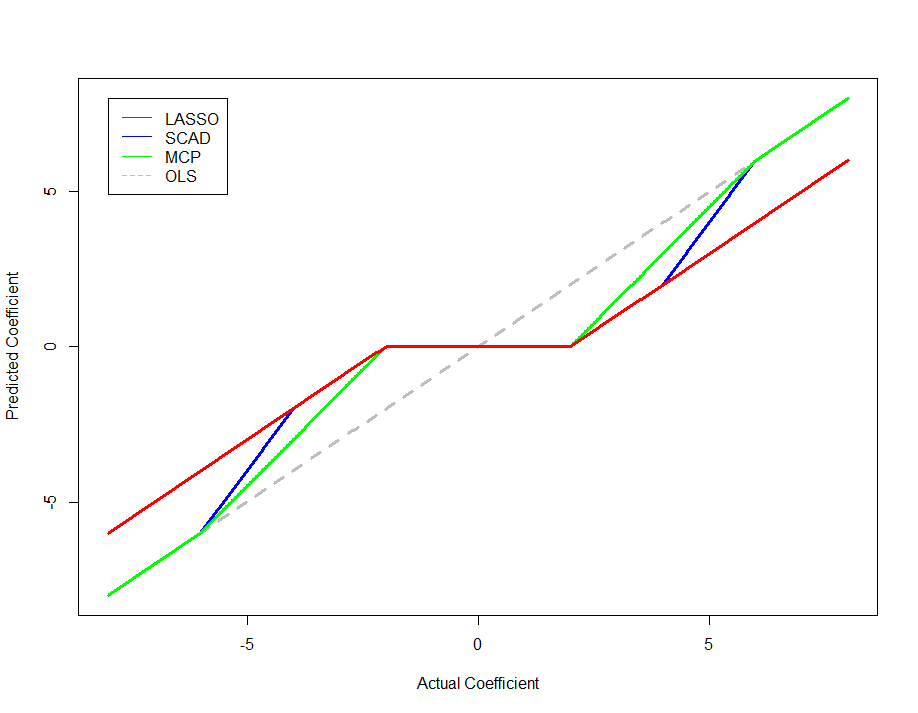 LASSO
SCAD
MCP
OLS
5
0
-5
Predicted Coefficient
-5 0 5
Actual Coefficient